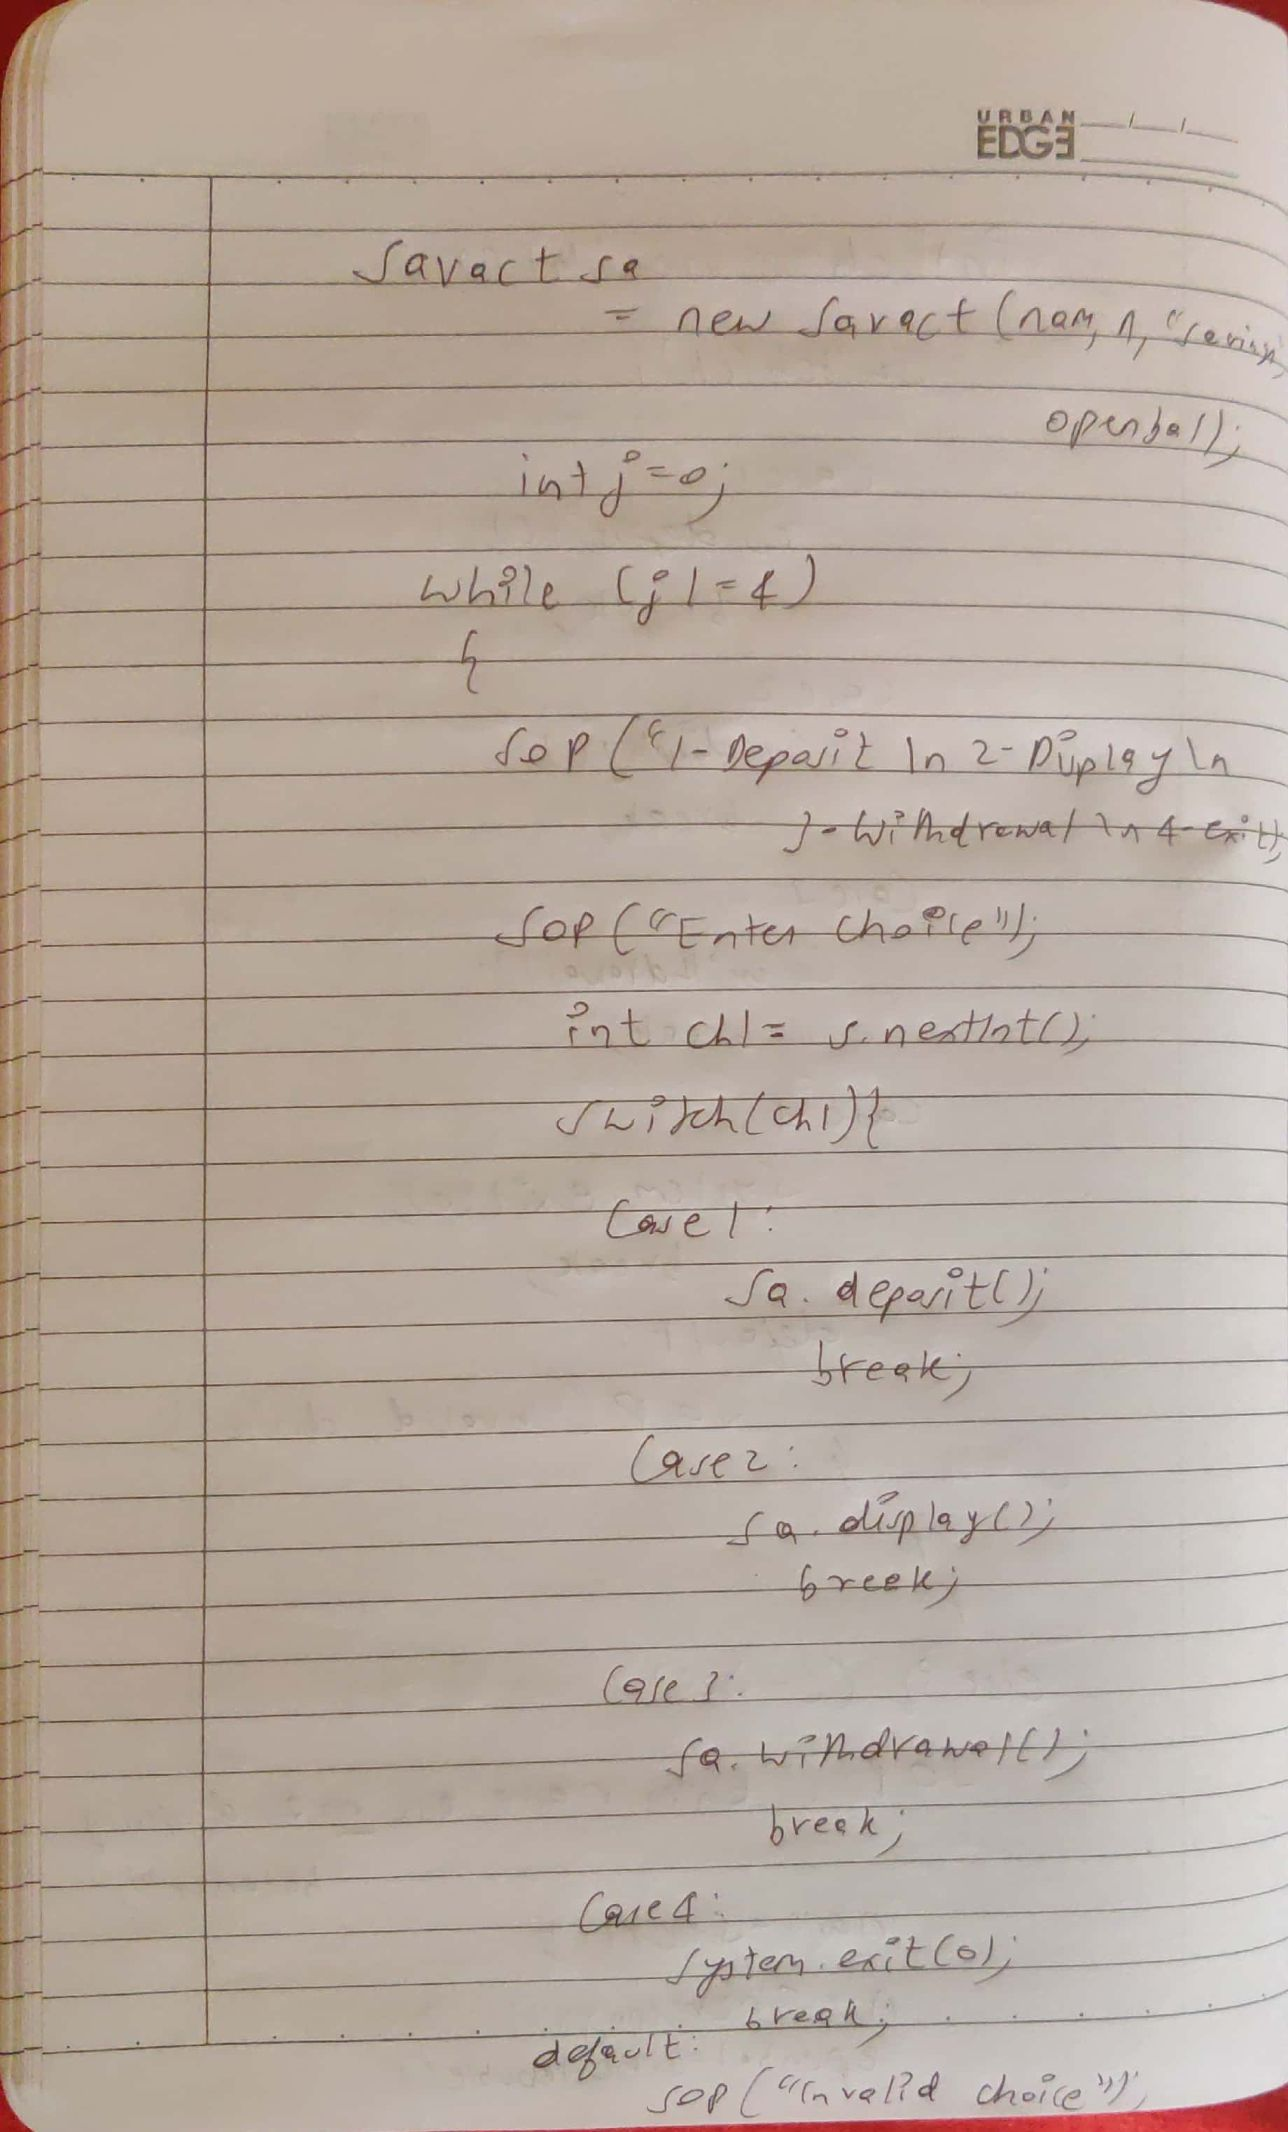 URBAN
EDGE
Savact sa
= new Savact (nam, n, "saving,
openbal);
int j=0;
while (j!=4)
{
SOP ("1-Deposit \n 2-Display \n
3-Withdrawal \n 4-Exit);
SOP ("Enter choice");
int ch1= s.nextInt();
switch(ch1){
Case 1:
Sa. deposit();
break;
Case 2:
Sa. display();
break;
Case 3:
Sa. withdrawal();
break;
Case 4:
System. exit(0);
break;
default:
SOP ("Invalid choice");